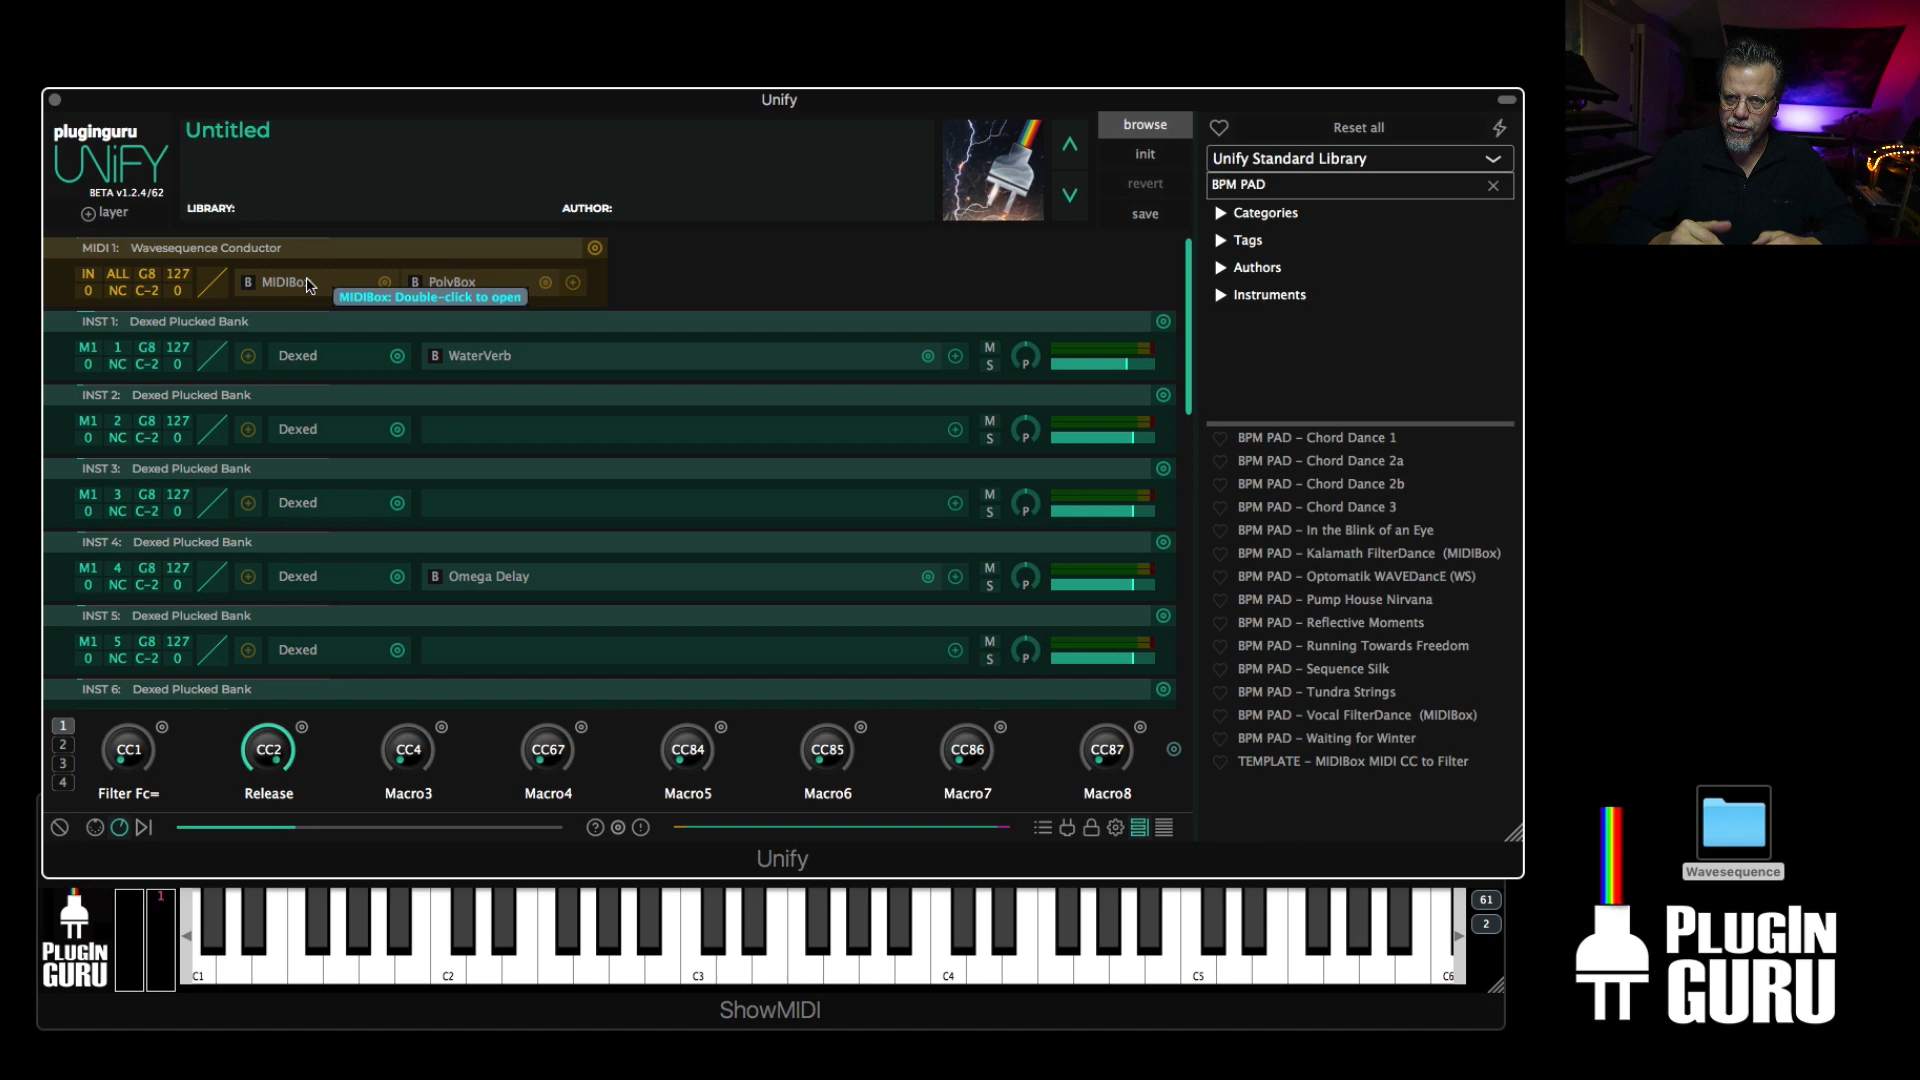 Unify
pluginguru
UNiFY
BETA v1.2.4/62
layer
Untitled
LIBRARY:
AUTHOR:
browse
init
revert
save
Reset all
Unify Standard Library
BPM PAD
Categories
Tags
Authors
Instruments
MIDI 1: Wavesequence Conductor
IN ALL G8 127
0 NC C-2 0
B MIDIBo
B PolyBox
MIDIBox: Double-click to open
INST 1: Dexed Plucked Bank
M1 1 G8 127
0 NC C-2 0
Dexed
B WaterVerb
M
S
P
INST 2: Dexed Plucked Bank
M1 2 G8 127
0 NC C-2 0
Dexed
M
S
P
INST 3: Dexed Plucked Bank
M1 3 G8 127
0 NC C-2 0
Dexed
M
S
P
INST 4: Dexed Plucked Bank
M1 4 G8 127
0 NC C-2 0
Dexed
B Omega Delay
M
S
P
INST 5: Dexed Plucked Bank
M1 5 G8 127
0 NC C-2 0
Dexed
M
S
P
INST 6: Dexed Plucked Bank
BPM PAD – Chord Dance 1
BPM PAD – Chord Dance 2a
BPM PAD – Chord Dance 2b
BPM PAD – Chord Dance 3
BPM PAD – In the Blink of an Eye
BPM PAD – Kalamath FilterDance (MIDIBox)
BPM PAD – Optomatik WAVEDancE (WS)
BPM PAD – Pump House Nirvana
BPM PAD – Reflective Moments
BPM PAD – Running Towards Freedom
BPM PAD – Sequence Silk
BPM PAD – Tundra Strings
BPM PAD – Vocal FilterDance (MIDIBox)
BPM PAD – Waiting for Winter
TEMPLATE – MIDIBox MIDI CC to Filter
1
2
3
4
CC1
CC2
CC4
CC67
CC84
CC85
CC86
CC87
Filter Fc=
Release
Macro3
Macro4
Macro5
Macro6
Macro7
Macro8
Unify
1
PLUGIN
GURU
C1
C2
C3
C4
C5
C6
61
2
ShowMIDI
Wavesequence
PLUGIN
GURU